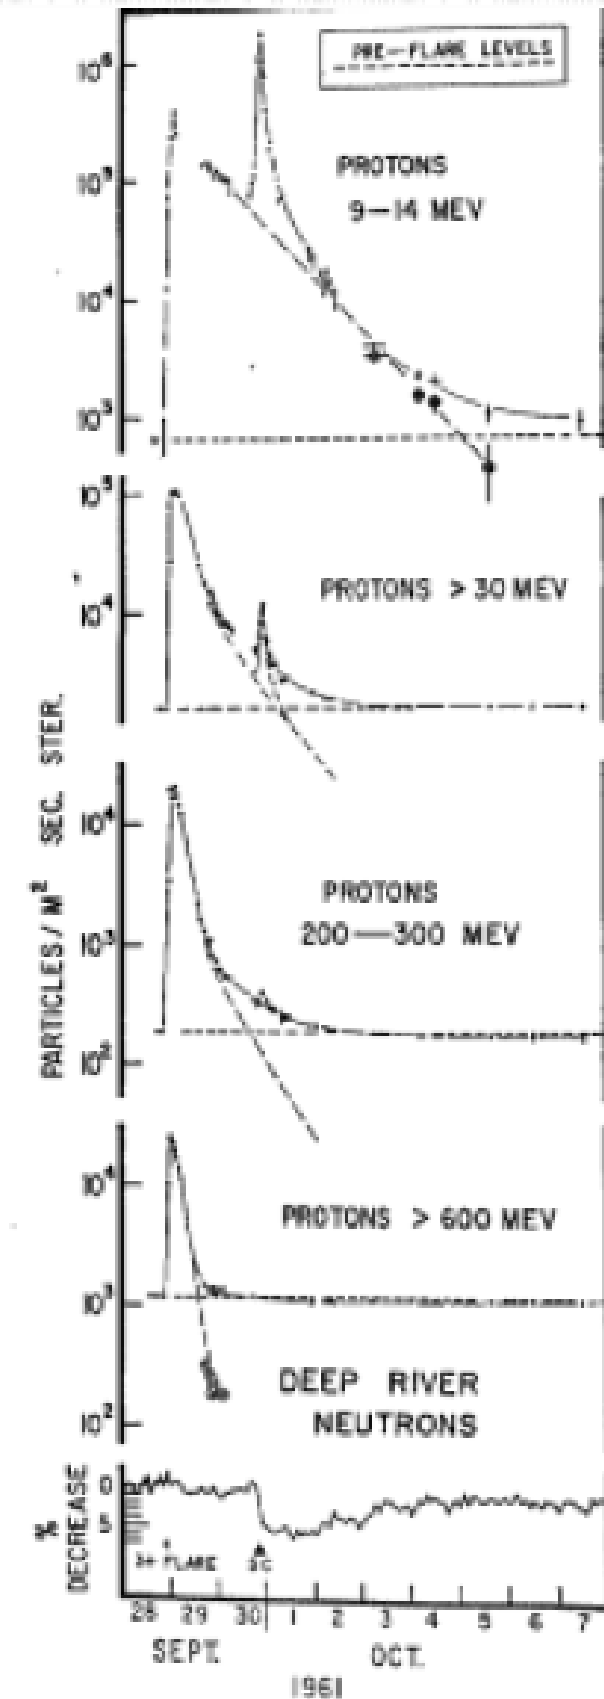 PRE-FLARE LEVELS
10⁶
PROTONS
10⁵
9-14 MEV
10⁴
10³
10⁵
PROTONS > 30 MEV
10⁴
PARTICLES/M² SEC. STER.
10⁴
PROTONS
200-300 MEV
10³
10²
10⁴
PROTONS > 600 MEV
10³
DEEP RIVER
NEUTRONS
10²
% DECREASE
0
5
3+ FLARE
SC
28 29 30 1 2 3 4 5 6 7
SEPT. OCT.
1961